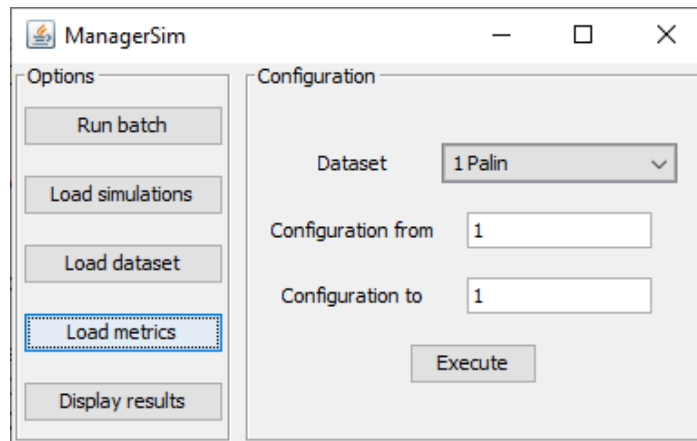 ManagerSim
Options
Run batch
Load simulations
Load dataset
Load metrics
Display results
Configuration
Dataset 1 Palin
Configuration from 1
Configuration to 1
Execute